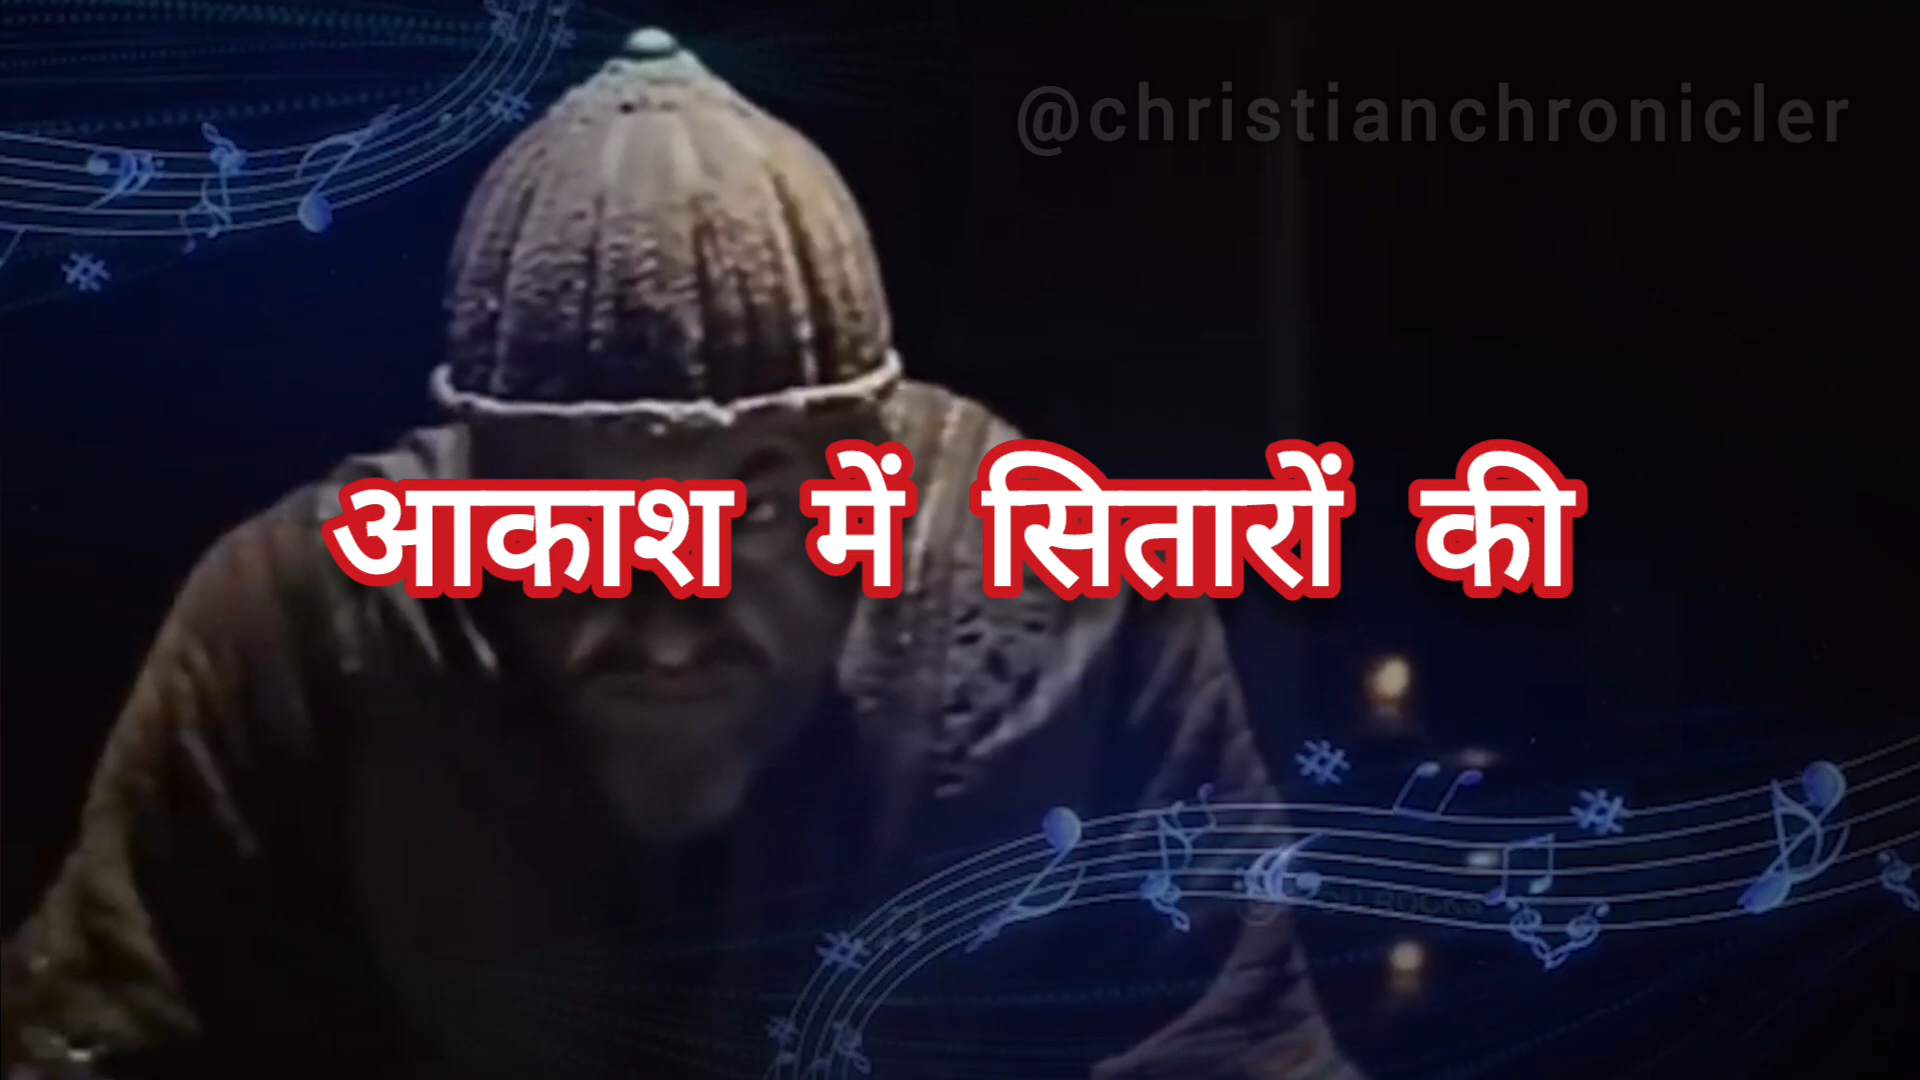 @christianchronicler
आकाश में सितारों की